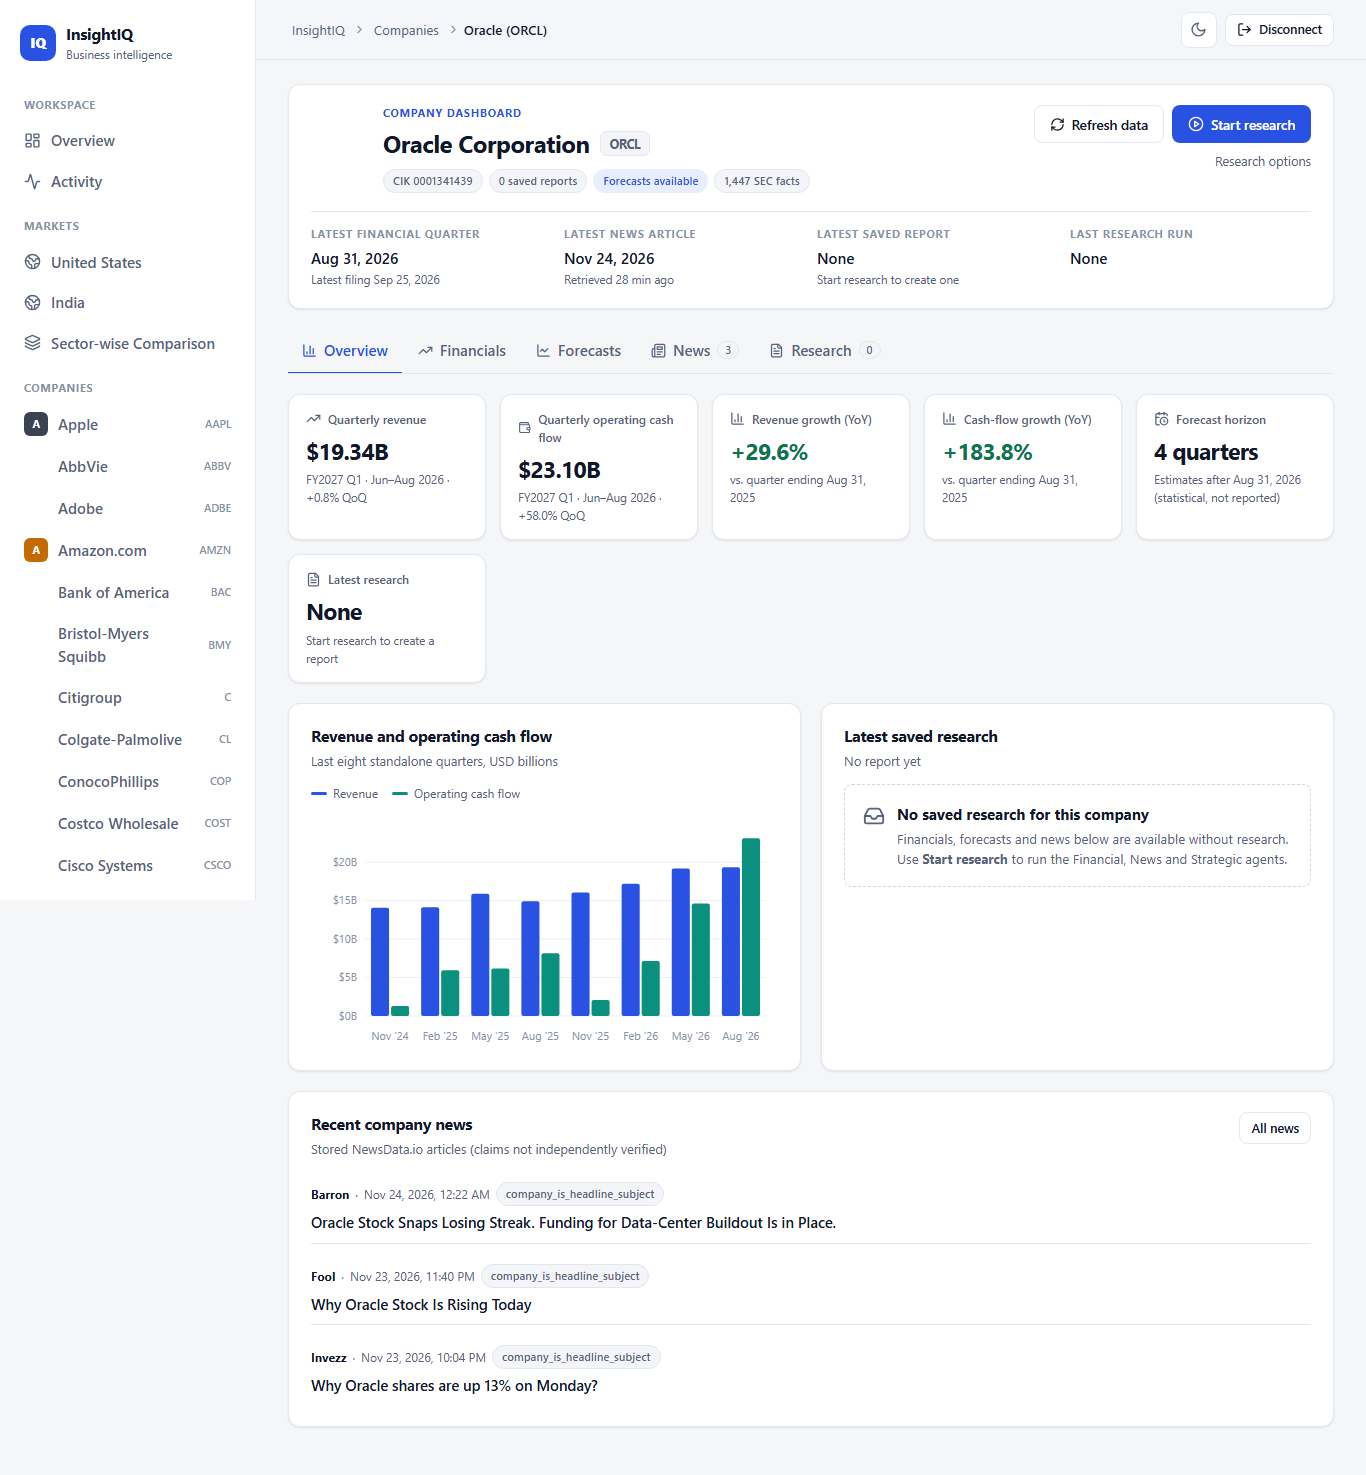 IQ
InsightIQ
Business intelligence
WORKSPACE
Overview
Activity
MARKETS
United States
India
Sector-wise Comparison
COMPANIES
A Apple AAPL
AbbVie ABBV
Adobe ADBE
A Amazon.com AMZN
Bank of America BAC
Bristol-Myers Squibb BMY
Citigroup C
Colgate-Palmolive CL
ConocoPhillips COP
Costco Wholesale COST
Cisco Systems CSCO
InsightIQ > Companies > Oracle (ORCL)
Disconnect
COMPANY DASHBOARD
Oracle Corporation ORCL
CIK 0001341439 0 saved reports Forecasts available 1,447 SEC facts
Refresh data
Start research
Research options
LATEST FINANCIAL QUARTER
Aug 31, 2026
Latest filing Sep 25, 2026
LATEST NEWS ARTICLE
Nov 24, 2026
Retrieved 28 min ago
LATEST SAVED REPORT
None
Start research to create one
LAST RESEARCH RUN
None
Overview Financials Forecasts News 3 Research 0
Quarterly revenue
$19.34B
FY2027 Q1 · Jun–Aug 2026 ·
+0.8% QoQ
Quarterly operating cash
flow
$23.10B
FY2027 Q1 · Jun–Aug 2026 ·
+58.0% QoQ
Revenue growth (YoY)
+29.6%
vs. quarter ending Aug 31,
2025
Cash-flow growth (YoY)
+183.8%
vs. quarter ending Aug 31,
2025
Forecast horizon
4 quarters
Estimates after Aug 31, 2026
(statistical, not reported)
Latest research
None
Start research to create a
report
Revenue and operating cash flow
Last eight standalone quarters, USD billions
Revenue Operating cash flow
$20B
$15B
$10B
$5B
$0B
Nov '24 Feb '25 May '25 Aug '25 Nov '25 Feb '26 May '26 Aug '26
Latest saved research
No report yet
No saved research for this company
Financials, forecasts and news below are available without research.
Use Start research to run the Financial, News and Strategic agents.
Recent company news
Stored NewsData.io articles (claims not independently verified)
All news
Barron · Nov 24, 2026, 12:22 AM company_is_headline_subject
Oracle Stock Snaps Losing Streak. Funding for Data-Center Buildout Is in Place.
Fool · Nov 23, 2026, 11:40 PM company_is_headline_subject
Why Oracle Stock Is Rising Today
Invezz · Nov 23, 2026, 10:04 PM company_is_headline_subject
Why Oracle shares are up 13% on Monday?